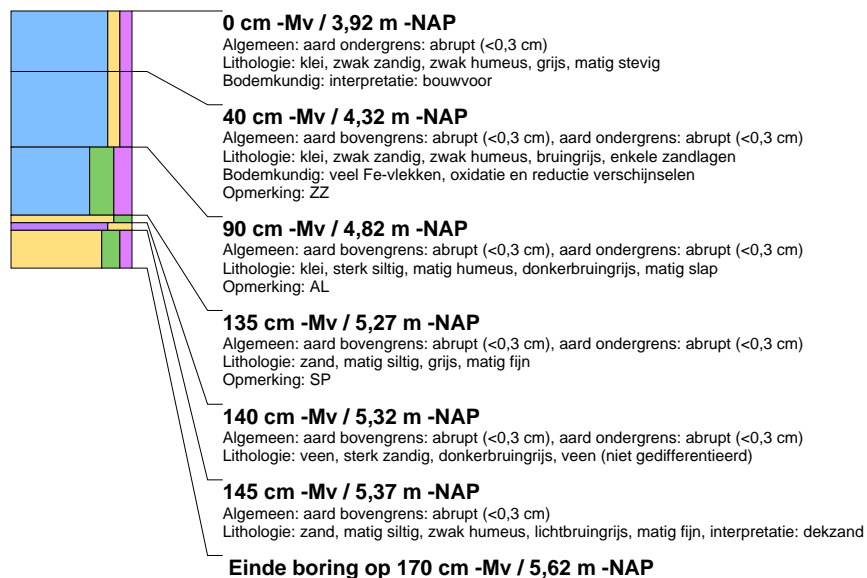 0 cm -Mv / 3,92 m -NAP
Algemeen: aard ondergrens: abrupt (<0,3 cm)
Lithologie: klei, zwak zandig, zwak humeus, grijs, matig stevig
Bodemkundig: interpretatie: bouwvoor
40 cm -Mv / 4,32 m -NAP
Algemeen: aard bovengrens: abrupt (<0,3 cm), aard ondergrens: abrupt (<0,3 cm)
Lithologie: klei, zwak zandig, zwak humeus, bruingrijs, enkele zandlagen
Bodemkundig: veel Fe-vlekken, oxidatie en reductie verschijnselen
Opmerking: ZZ
90 cm -Mv / 4,82 m -NAP
Algemeen: aard bovengrens: abrupt (<0,3 cm), aard ondergrens: abrupt (<0,3 cm)
Lithologie: klei, sterk siltig, matig humeus, donkerbruingrijs, matig slap
Opmerking: AL
135 cm -Mv / 5,27 m -NAP
Algemeen: aard bovengrens: abrupt (<0,3 cm), aard ondergrens: abrupt (<0,3 cm)
Lithologie: zand, matig siltig, grijs, matig fijn
Opmerking: SP
140 cm -Mv / 5,32 m -NAP
Algemeen: aard bovengrens: abrupt (<0,3 cm), aard ondergrens: abrupt (<0,3 cm)
Lithologie: veen, sterk zandig, donkerbruingrijs, veen (niet gedifferentieerd)
145 cm -Mv / 5,37 m -NAP
Algemeen: aard bovengrens: abrupt (<0,3 cm)
Lithologie: zand, matig siltig, zwak humeus, lichtbruingrijs, matig fijn, interpretatie: dekzand
Einde boring op 170 cm -Mv / 5,62 m -NAP